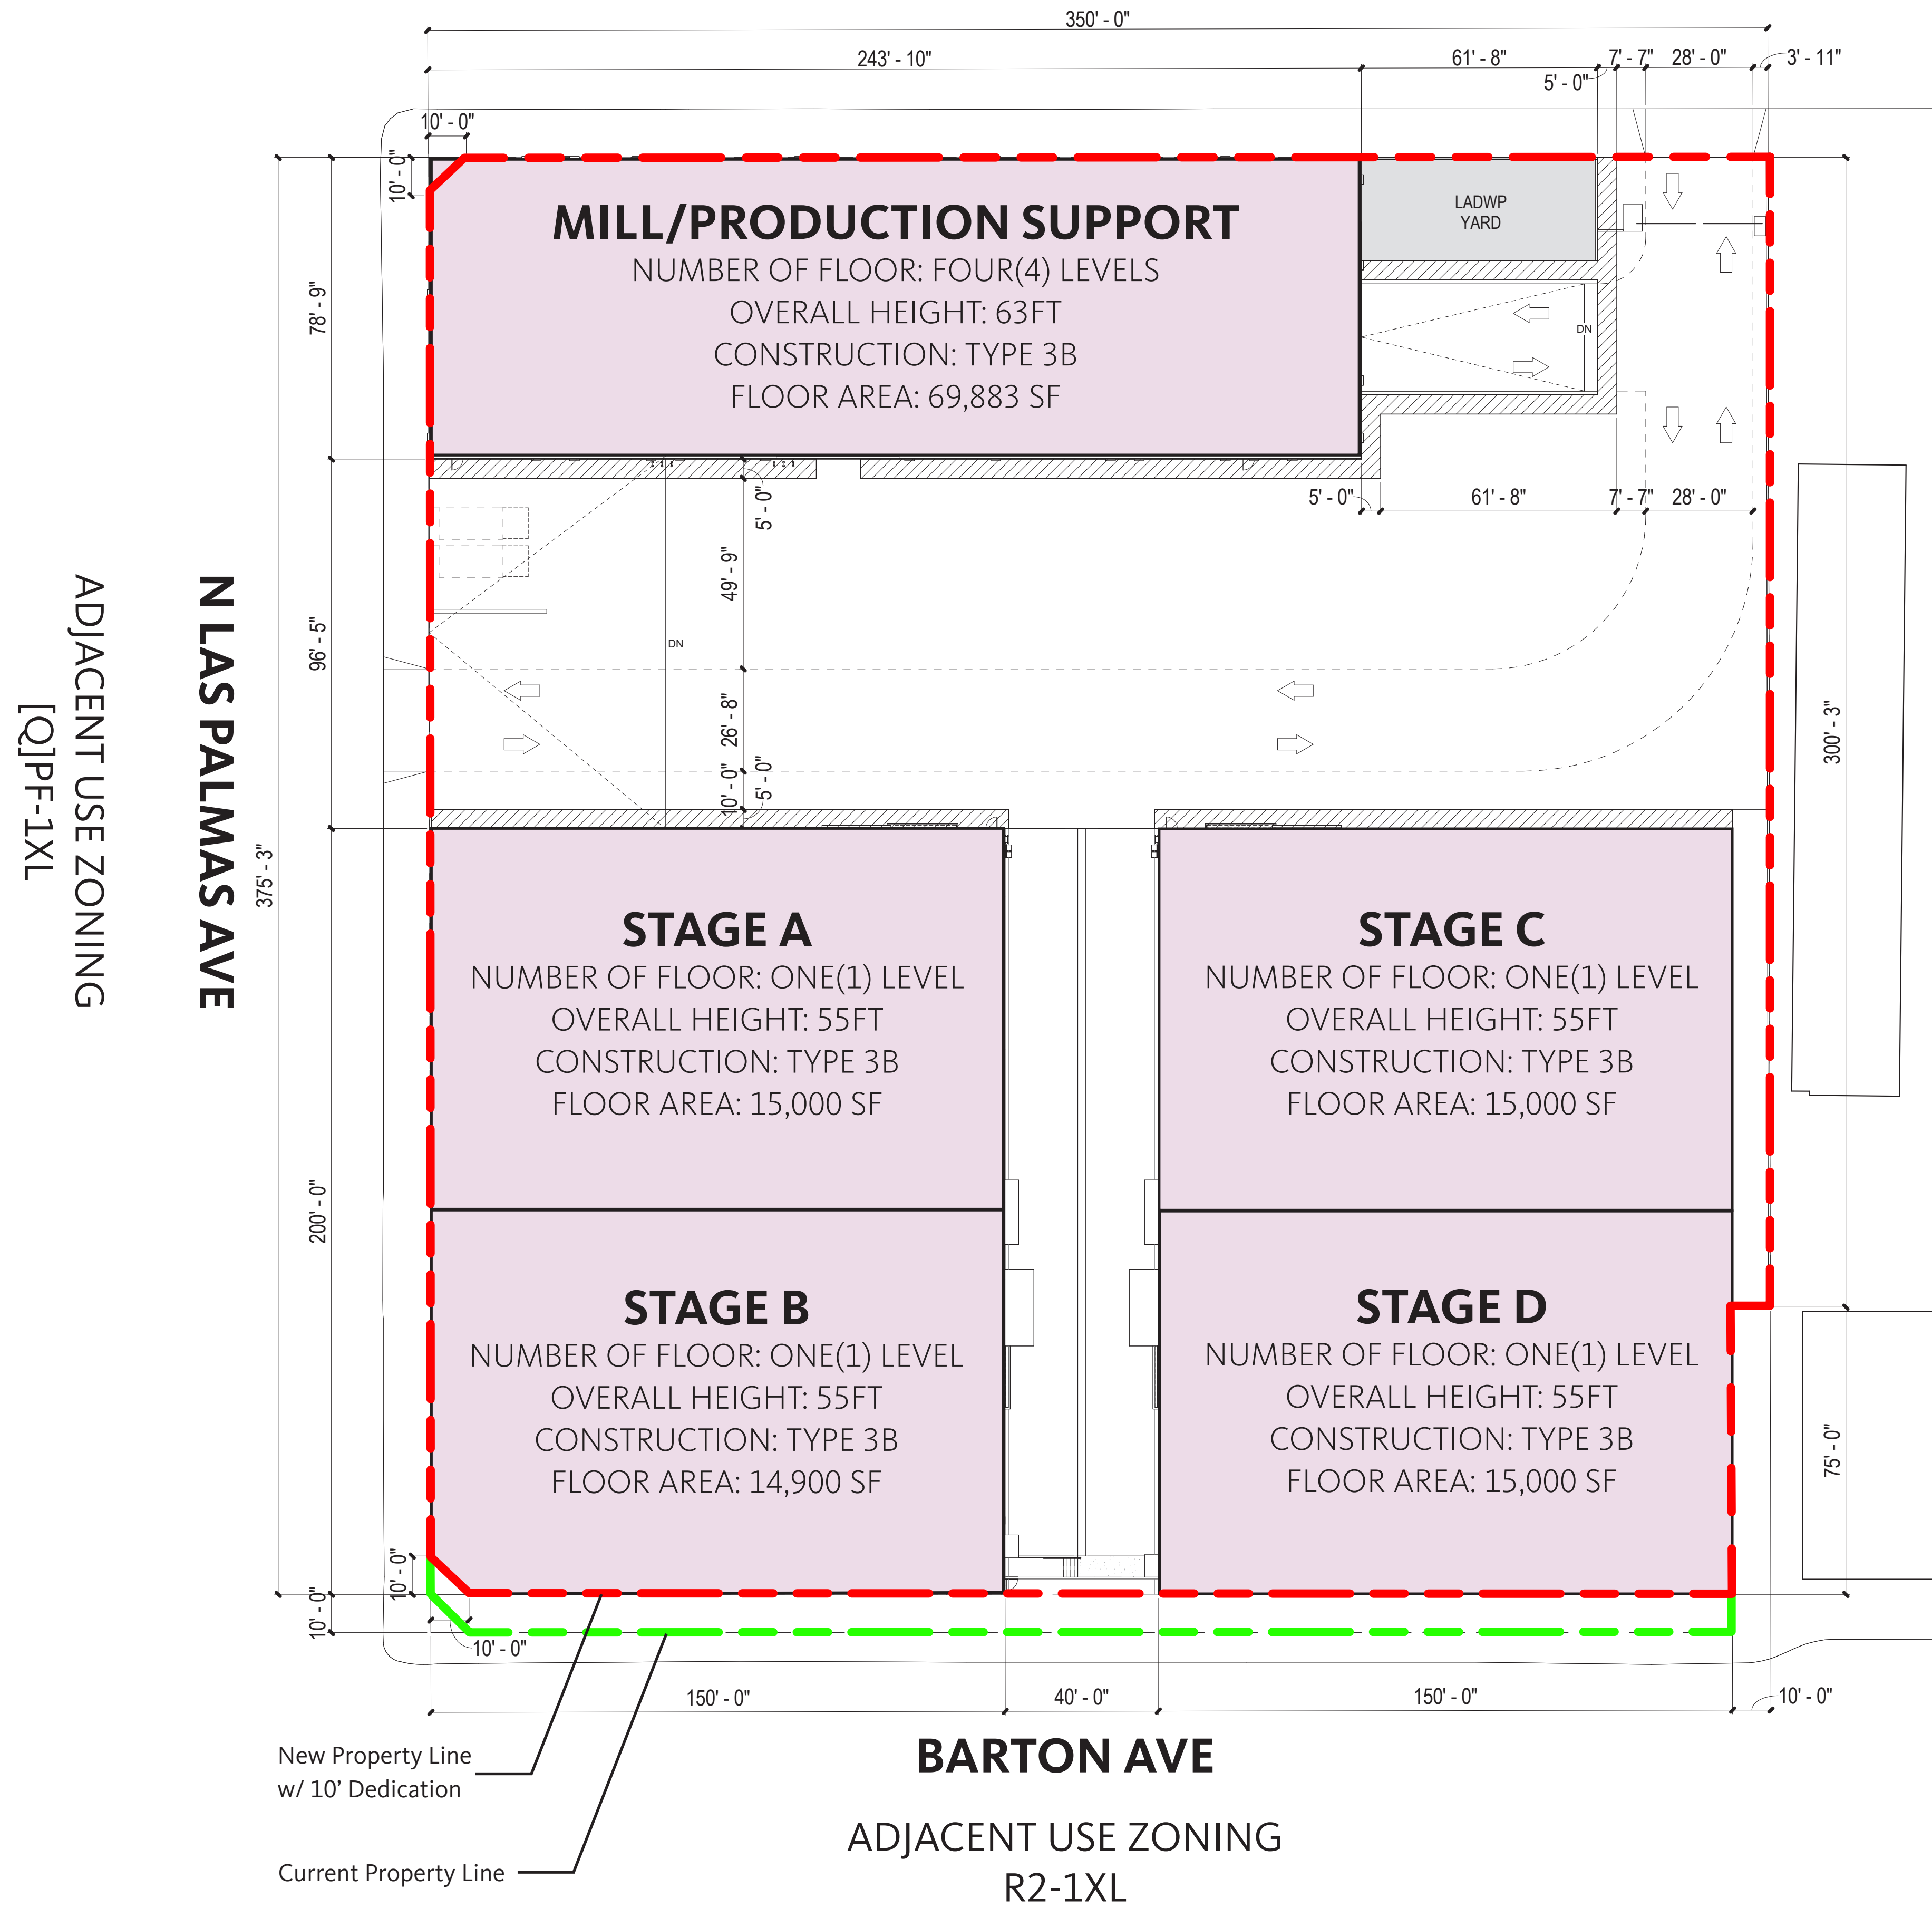 350' - 0"
243' - 10"
61' - 8"
5' - 0"
7' - 7"
28' - 0"
3' - 11"
10' - 0"
10' - 0"
MILL/PRODUCTION SUPPORT
NUMBER OF FLOOR: FOUR(4) LEVELS
OVERALL HEIGHT: 63FT
CONSTRUCTION: TYPE 3B
FLOOR AREA: 69,883 SF
LADWP
YARD
DN
78' - 9"
5' - 0"
61' - 8"
7' - 7"
28' - 0"
5' - 0"
49' - 9"
96' - 5"
DN
26' - 8"
10' - 0"
5' - 0"
300' - 3"
375' - 3"
N LAS PALMAS AVE
ADJACENT USE ZONING
[Q]PF-1XL
STAGE A
NUMBER OF FLOOR: ONE(1) LEVEL
OVERALL HEIGHT: 55FT
CONSTRUCTION: TYPE 3B
FLOOR AREA: 15,000 SF
STAGE C
NUMBER OF FLOOR: ONE(1) LEVEL
OVERALL HEIGHT: 55FT
CONSTRUCTION: TYPE 3B
FLOOR AREA: 15,000 SF
200' - 0"
STAGE B
NUMBER OF FLOOR: ONE(1) LEVEL
OVERALL HEIGHT: 55FT
CONSTRUCTION: TYPE 3B
FLOOR AREA: 14,900 SF
STAGE D
NUMBER OF FLOOR: ONE(1) LEVEL
OVERALL HEIGHT: 55FT
CONSTRUCTION: TYPE 3B
FLOOR AREA: 15,000 SF
75' - 0"
10' - 0"
10' - 0"
10' - 0"
150' - 0"
40' - 0"
150' - 0"
10' - 0"
New Property Line
w/ 10’ Dedication
Current Property Line
BARTON AVE
ADJACENT USE ZONING
R2-1XL